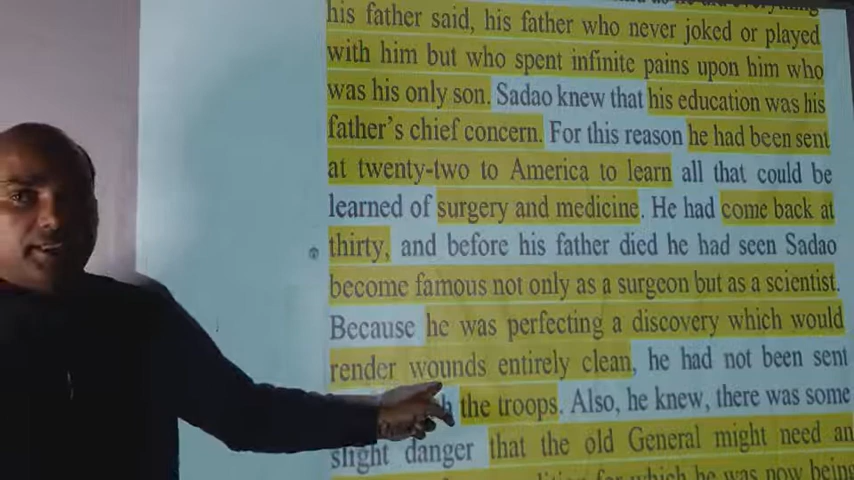 his father said, his father who never joked or played
with him but who spent infinite pains upon him who
was his only son. Sadao knew that his education was his
father's chief concern. For this reason he had been sent
at twenty-two to America to learn all that could be
learned of surgery and medicine. He had come back at
thirty, and before his father died he had seen Sadao
become famous not only as a surgeon but as a scientist.
Because he was perfecting a discovery which would
render wounds entirely clean, he had not been sent
the troops. Also, he knew, there was some
slight danger that the old General might need an
for which he was now being